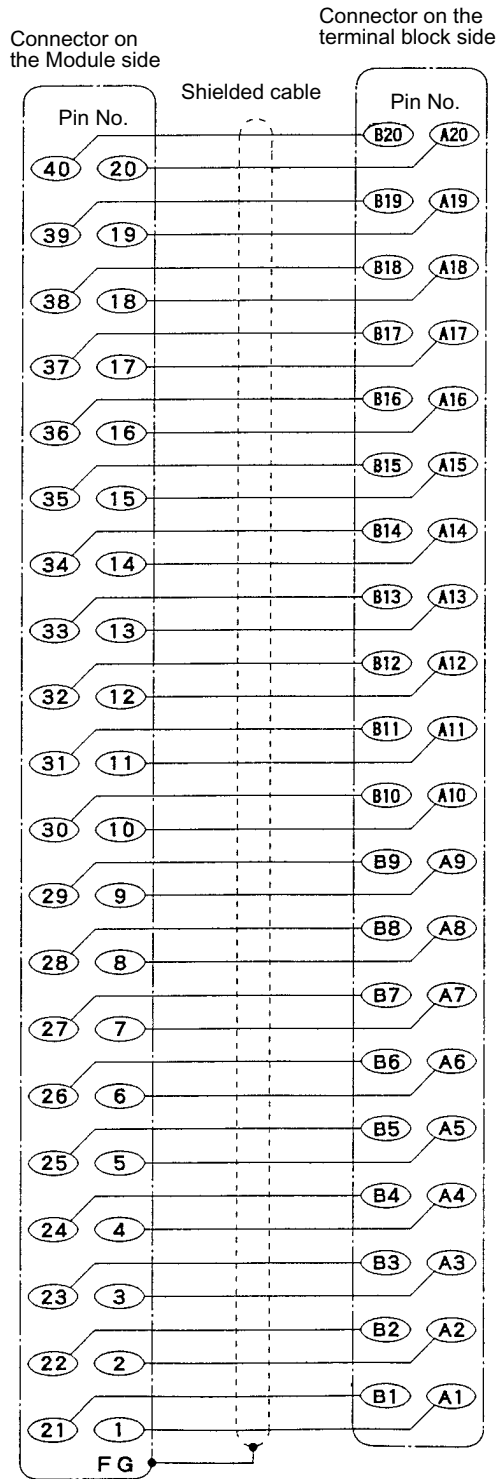 Connector on
the Module side
Connector on the
terminal block side
Shielded cable
Pin No.
Pin No.
B20 A20
40 20
B19 A19
39 19
B18 A18
38 18
B17 A17
37 17
B16 A16
36 16
B15 A15
35 15
B14 A14
34 14
B13 A13
33 13
B12 A12
32 12
B11 A11
31 11
B10 A10
30 10
B9 A9
29 9
B8 A8
28 8
B7 A7
27 7
B6 A6
26 6
B5 A5
25 5
B4 A4
24 4
B3 A3
23 3
B2 A2
22 2
B1 A1
21 1
FG